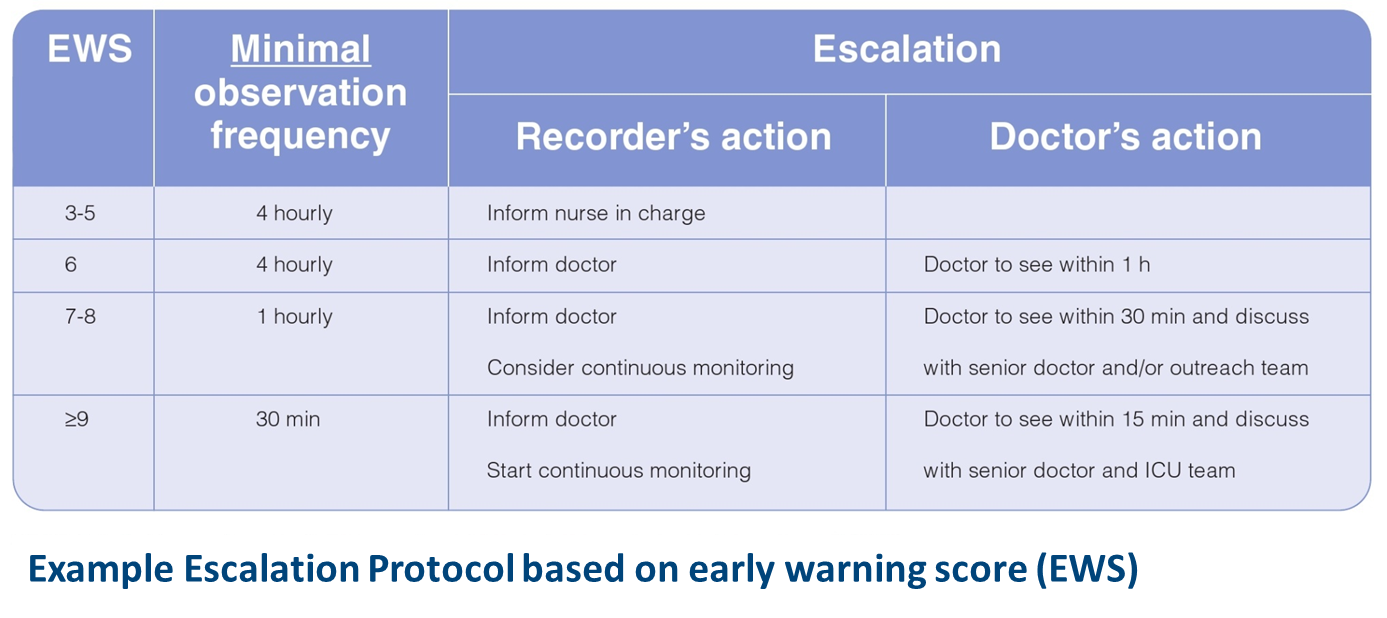 EWS
Minimal
observation
frequency
Escalation
Recorder's action
Doctor's action
3-5
4 hourly
Inform nurse in charge
6
4 hourly
Inform doctor
Doctor to see within 1 h
7-8
1 hourly
Inform doctor
Doctor to see within 30 min and discuss
Consider continuous monitoring
with senior doctor and/or outreach team
≥9
30 min
Inform doctor
Doctor to see within 15 min and discuss
Start continuous monitoring
with senior doctor and ICU team
Example Escalation Protocol based on early warning score (EWS)